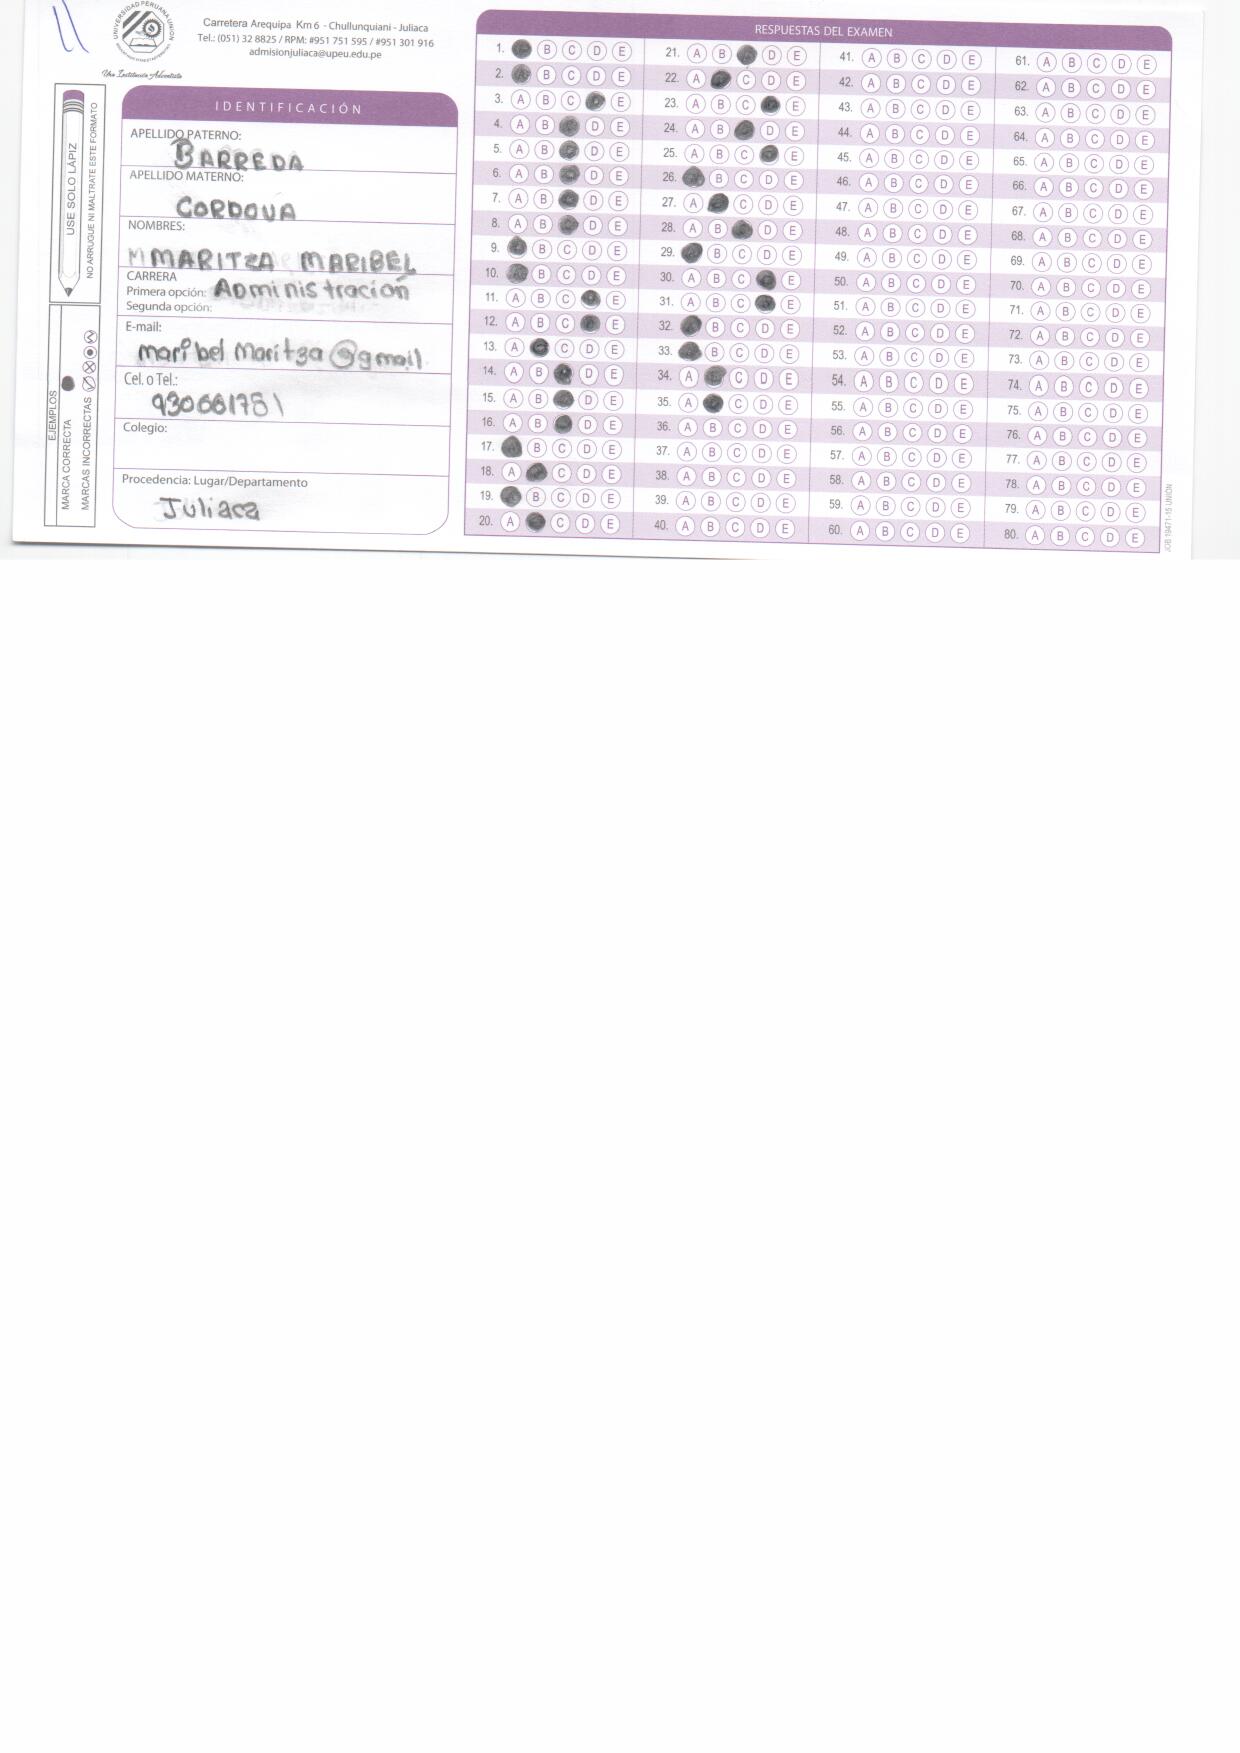 UNIVERSIDAD PERUANA UNION
Una Institución Adventista
Carretera Arequipa Km 6 - Chullunquiani - Juliaca
Tel.: (051) 32 8825 / RPM: #951 751 595 / #951 301 916
admisionjuliaca@upeu.edu.pe
USE SOLO LÁPIZ
NO ARRUGUE NI MALTRATE ESTE FORMATO
EJEMPLOS
MARCA CORRECTA
MARCAS INCORRECTAS
IDENTIFICACIÓN
APELLIDO PATERNO:
BARREDA
APELLIDO MATERNO:
CORDOVA
NOMBRES:
MMARITZA MARIBEL
CARRERA
Primera opción: Administración
Segunda opción:
E-mail:
maribel maritza @gmail.
Cel. o Tel.:
930661781
Colegio:
Procedencia: Lugar/Departamento
Juliaca
RESPUESTAS DEL EXAMEN
1. B C D E
2. B C D E
3. A B C E
4. A B D E
5. A B D E
6. A B D E
7. A B D E
8. A B D E
9. B C D E
10. B C D E
11. A B C E
12. A B C E
13. A C D E
14. A B D E
15. A B D E
16. A B D E
17. B C D E
18. A C D E
19. B C D E
20. A C D E
21. A B D E
22. A C D E
23. A B C E
24. A B D E
25. A B C E
26. B C D E
27. A C D E
28. A B D E
29. B C D E
30. A B C E
31. A B C E
32. B C D E
33. B C D E
34. A C D E
35. A C D E
36. A B C D E
37. A B C D E
38. A B C D E
39. A B C D E
40. A B C D E
41. A B C D E
42. A B C D E
43. A B C D E
44. A B C D E
45. A B C D E
46. A B C D E
47. A B C D E
48. A B C D E
49. A B C D E
50. A B C D E
51. A B C D E
52. A B C D E
53. A B C D E
54. A B C D E
55. A B C D E
56. A B C D E
57. A B C D E
58. A B C D E
59. A B C D E
60. A B C D E
61. A B C D E
62. A B C D E
63. A B C D E
64. A B C D E
65. A B C D E
66. A B C D E
67. A B C D E
68. A B C D E
69. A B C D E
70. A B C D E
71. A B C D E
72. A B C D E
73. A B C D E
74. A B C D E
75. A B C D E
76. A B C D E
77. A B C D E
78. A B C D E
79. A B C D E
80. A B C D E
JOB 19471-15 UNIÓN